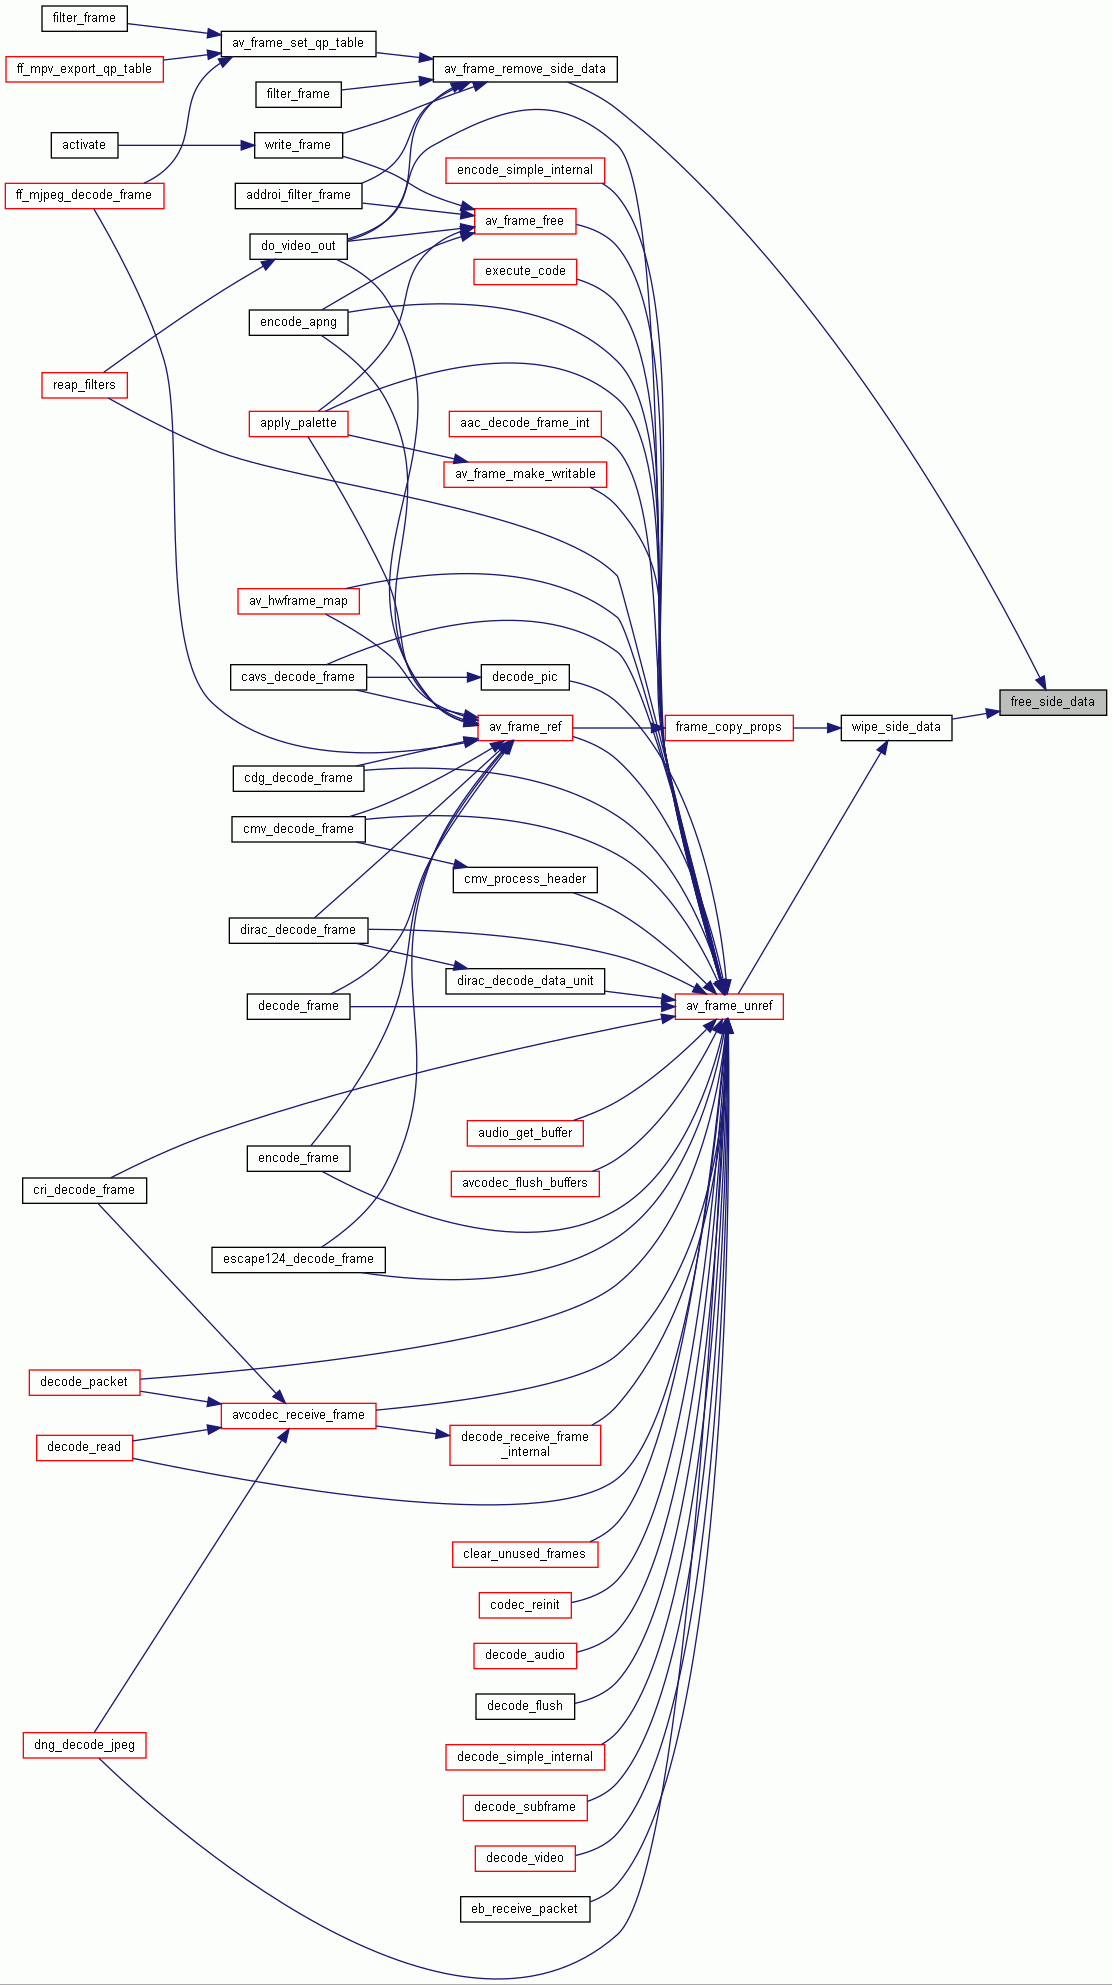 filter_frame
av_frame_set_qp_table
ff_mpv_export_qp_table
av_frame_remove_side_data
filter_frame
activate
write_frame
encode_simple_internal
ff_mjpeg_decode_frame
addroi_filter_frame
av_frame_free
do_video_out
execute_code
encode_apng
reap_filters
apply_palette
aac_decode_frame_int
av_frame_make_writable
av_hwframe_map
cavs_decode_frame
decode_pic
free_side_data
av_frame_ref
frame_copy_props
wipe_side_data
cdg_decode_frame
cmv_decode_frame
cmv_process_header
dirac_decode_frame
dirac_decode_data_unit
decode_frame
av_frame_unref
audio_get_buffer
encode_frame
avcodec_flush_buffers
cri_decode_frame
escape124_decode_frame
decode_packet
avcodec_receive_frame
decode_read
decode_receive_frame
_internal
clear_unused_frames
codec_reinit
decode_audio
decode_flush
dng_decode_jpeg
decode_simple_internal
decode_subframe
decode_video
eb_receive_packet